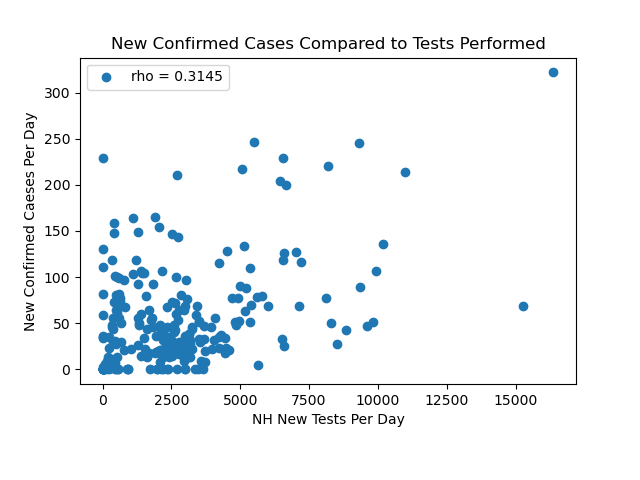 New Confirmed Cases Compared to Tests Performed
rho = 0.3145
New Confirmed Caeses Per Day
300
250
200
150
100
50
0
0 2500 5000 7500 10000 12500 15000
NH New Tests Per Day